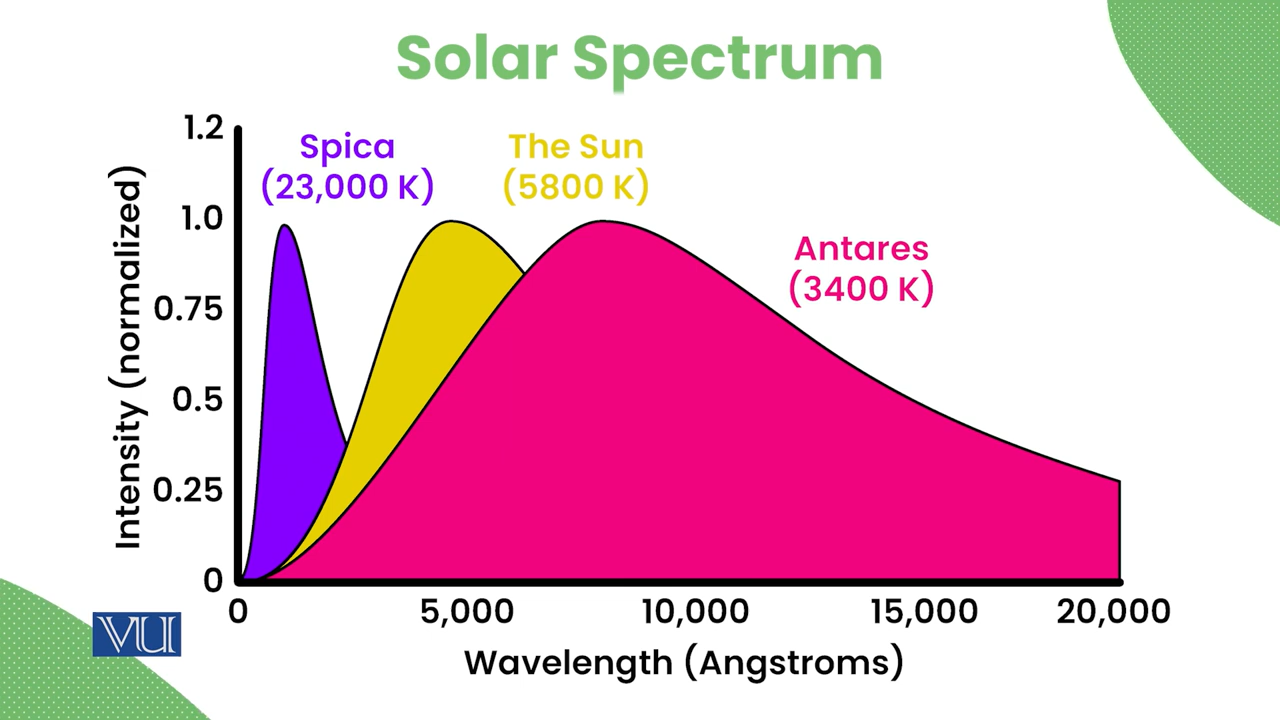 Solar Spectrum
1.2
1.0
0.75
0.5
0.25
0
Intensity (normalized)
Spica
(23,000 K)
The Sun
(5800 K)
Antares
(3400 K)
0 5,000 10,000 15,000 20,000
Wavelength (Angstroms)
VU